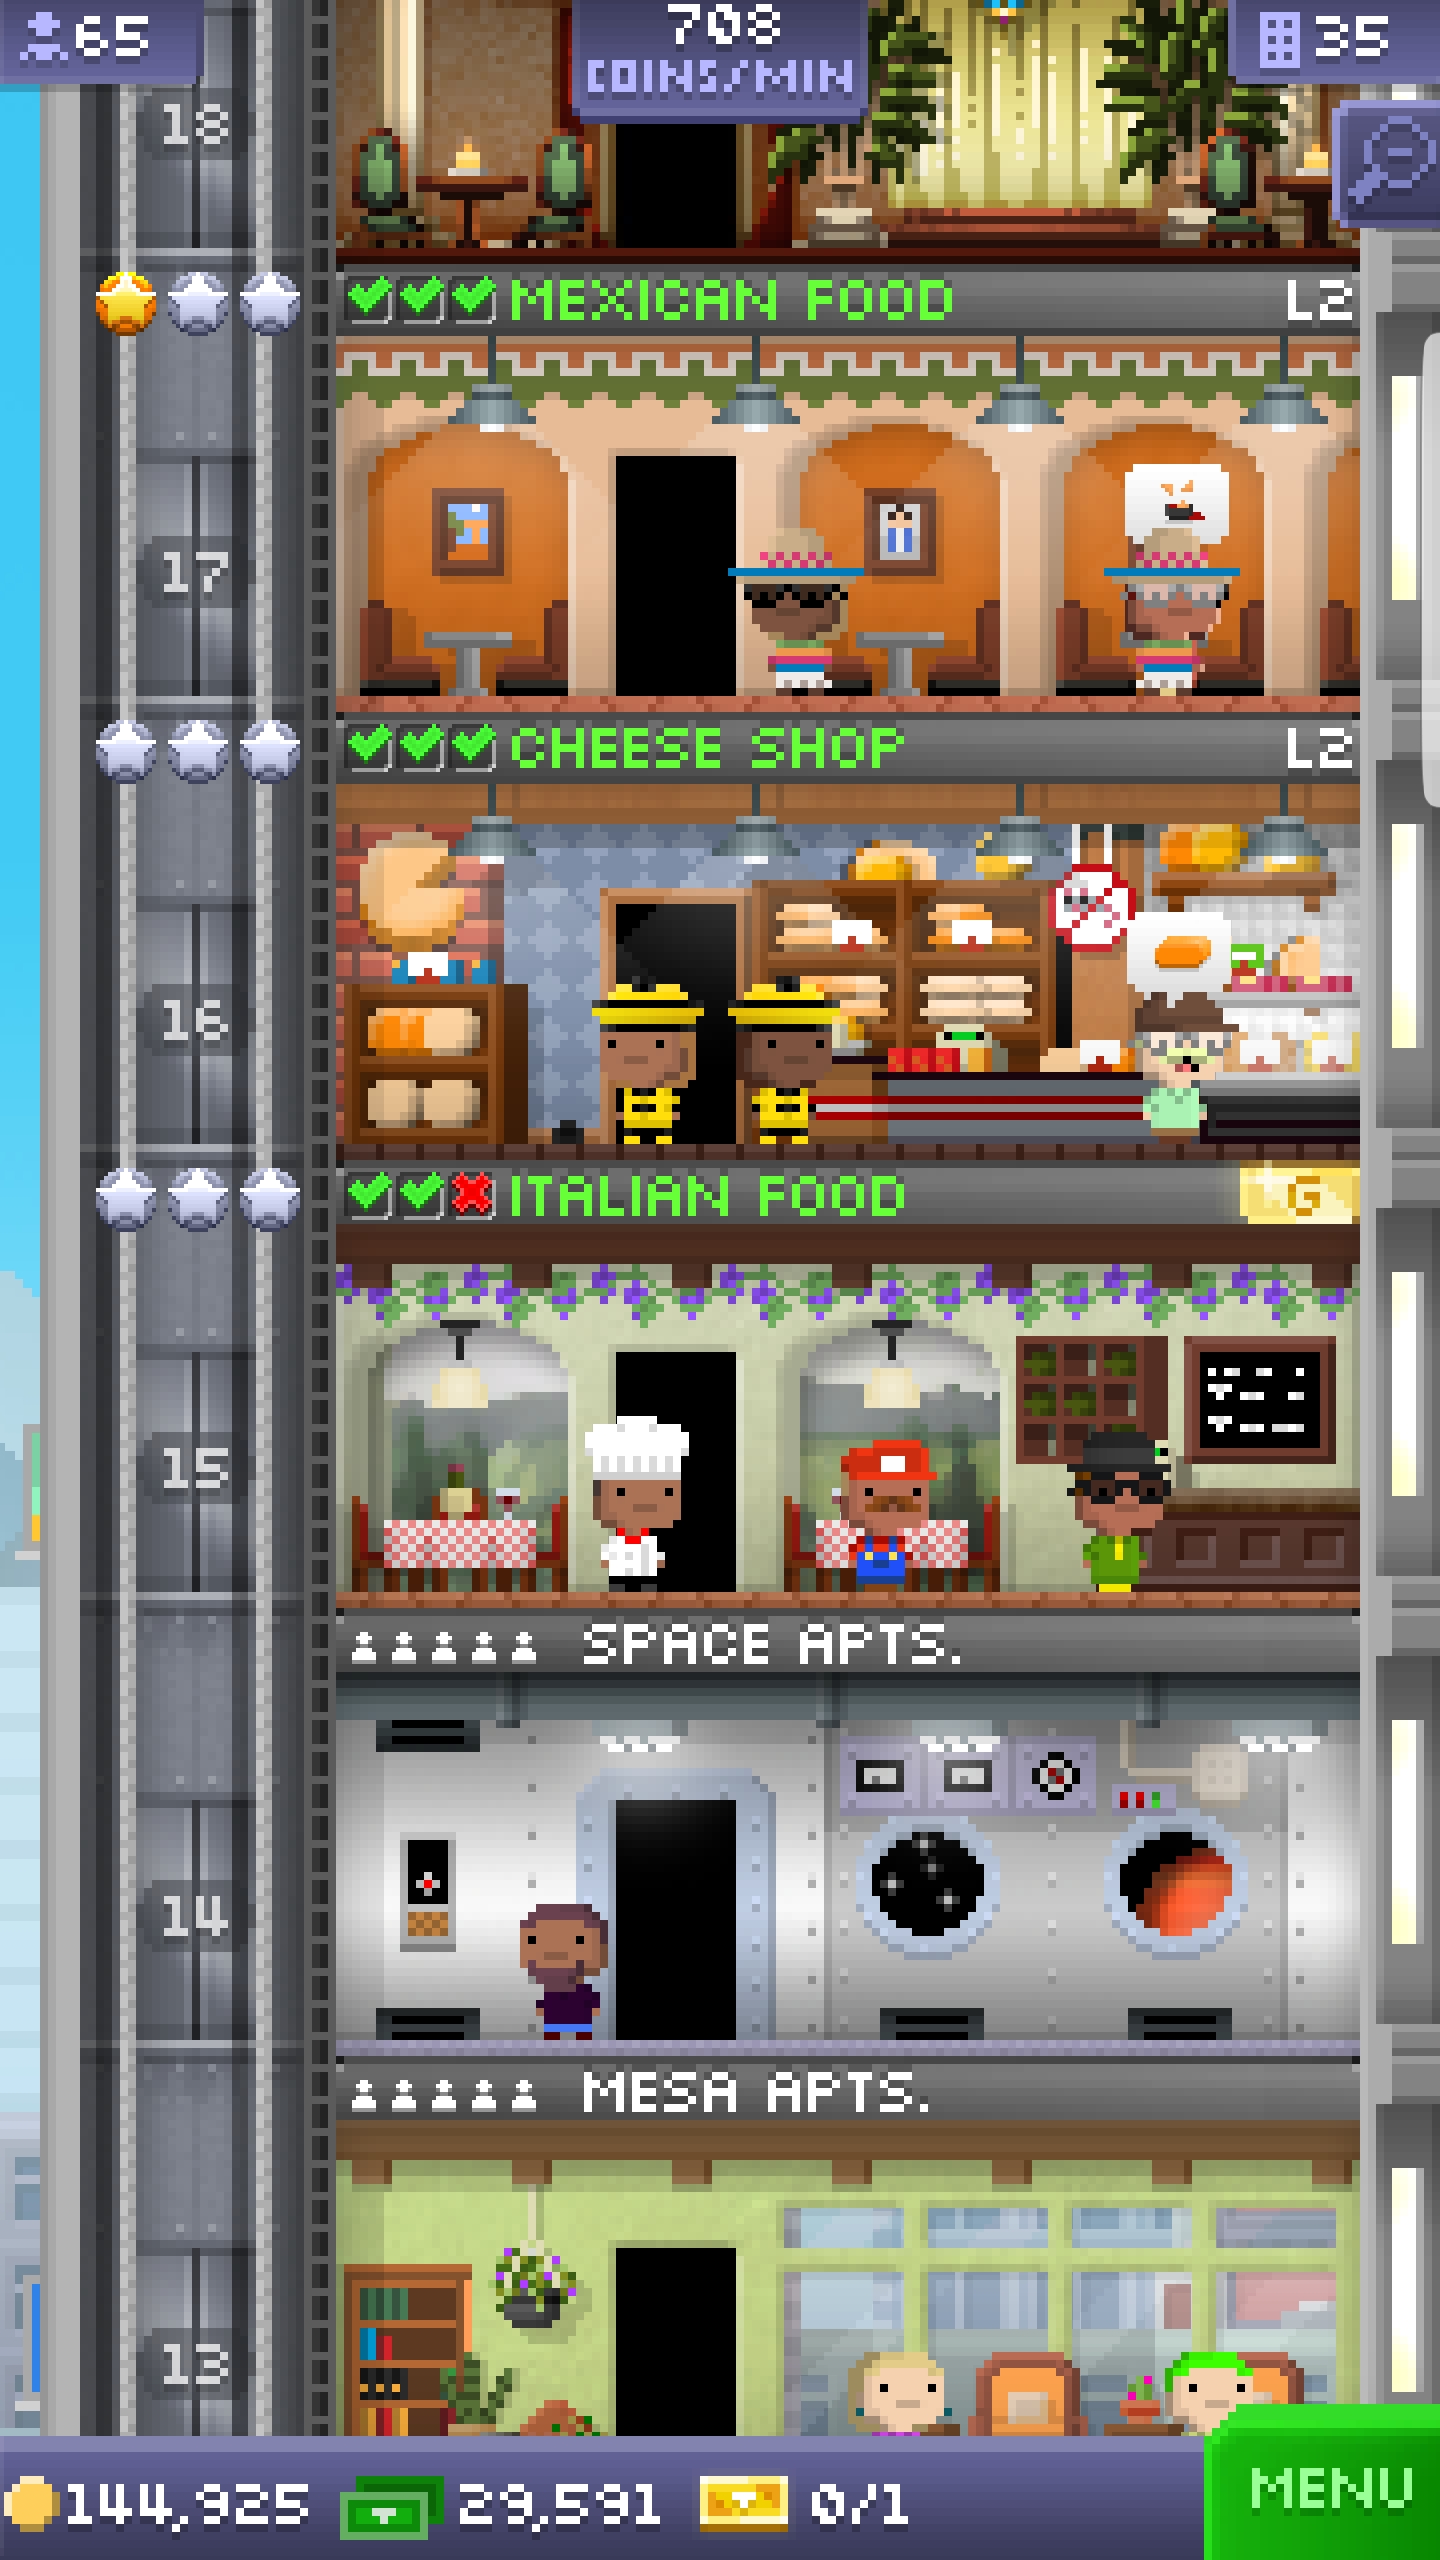 65
708
COINS/MIN
35
18
MEXICAN FOOD
L2
17
CHEESE SHOP
L2
16
ITALIAN FOOD
G
15
SPACE APTS.
14
MESA APTS.
13
144,925
29,591
0/1
MENU